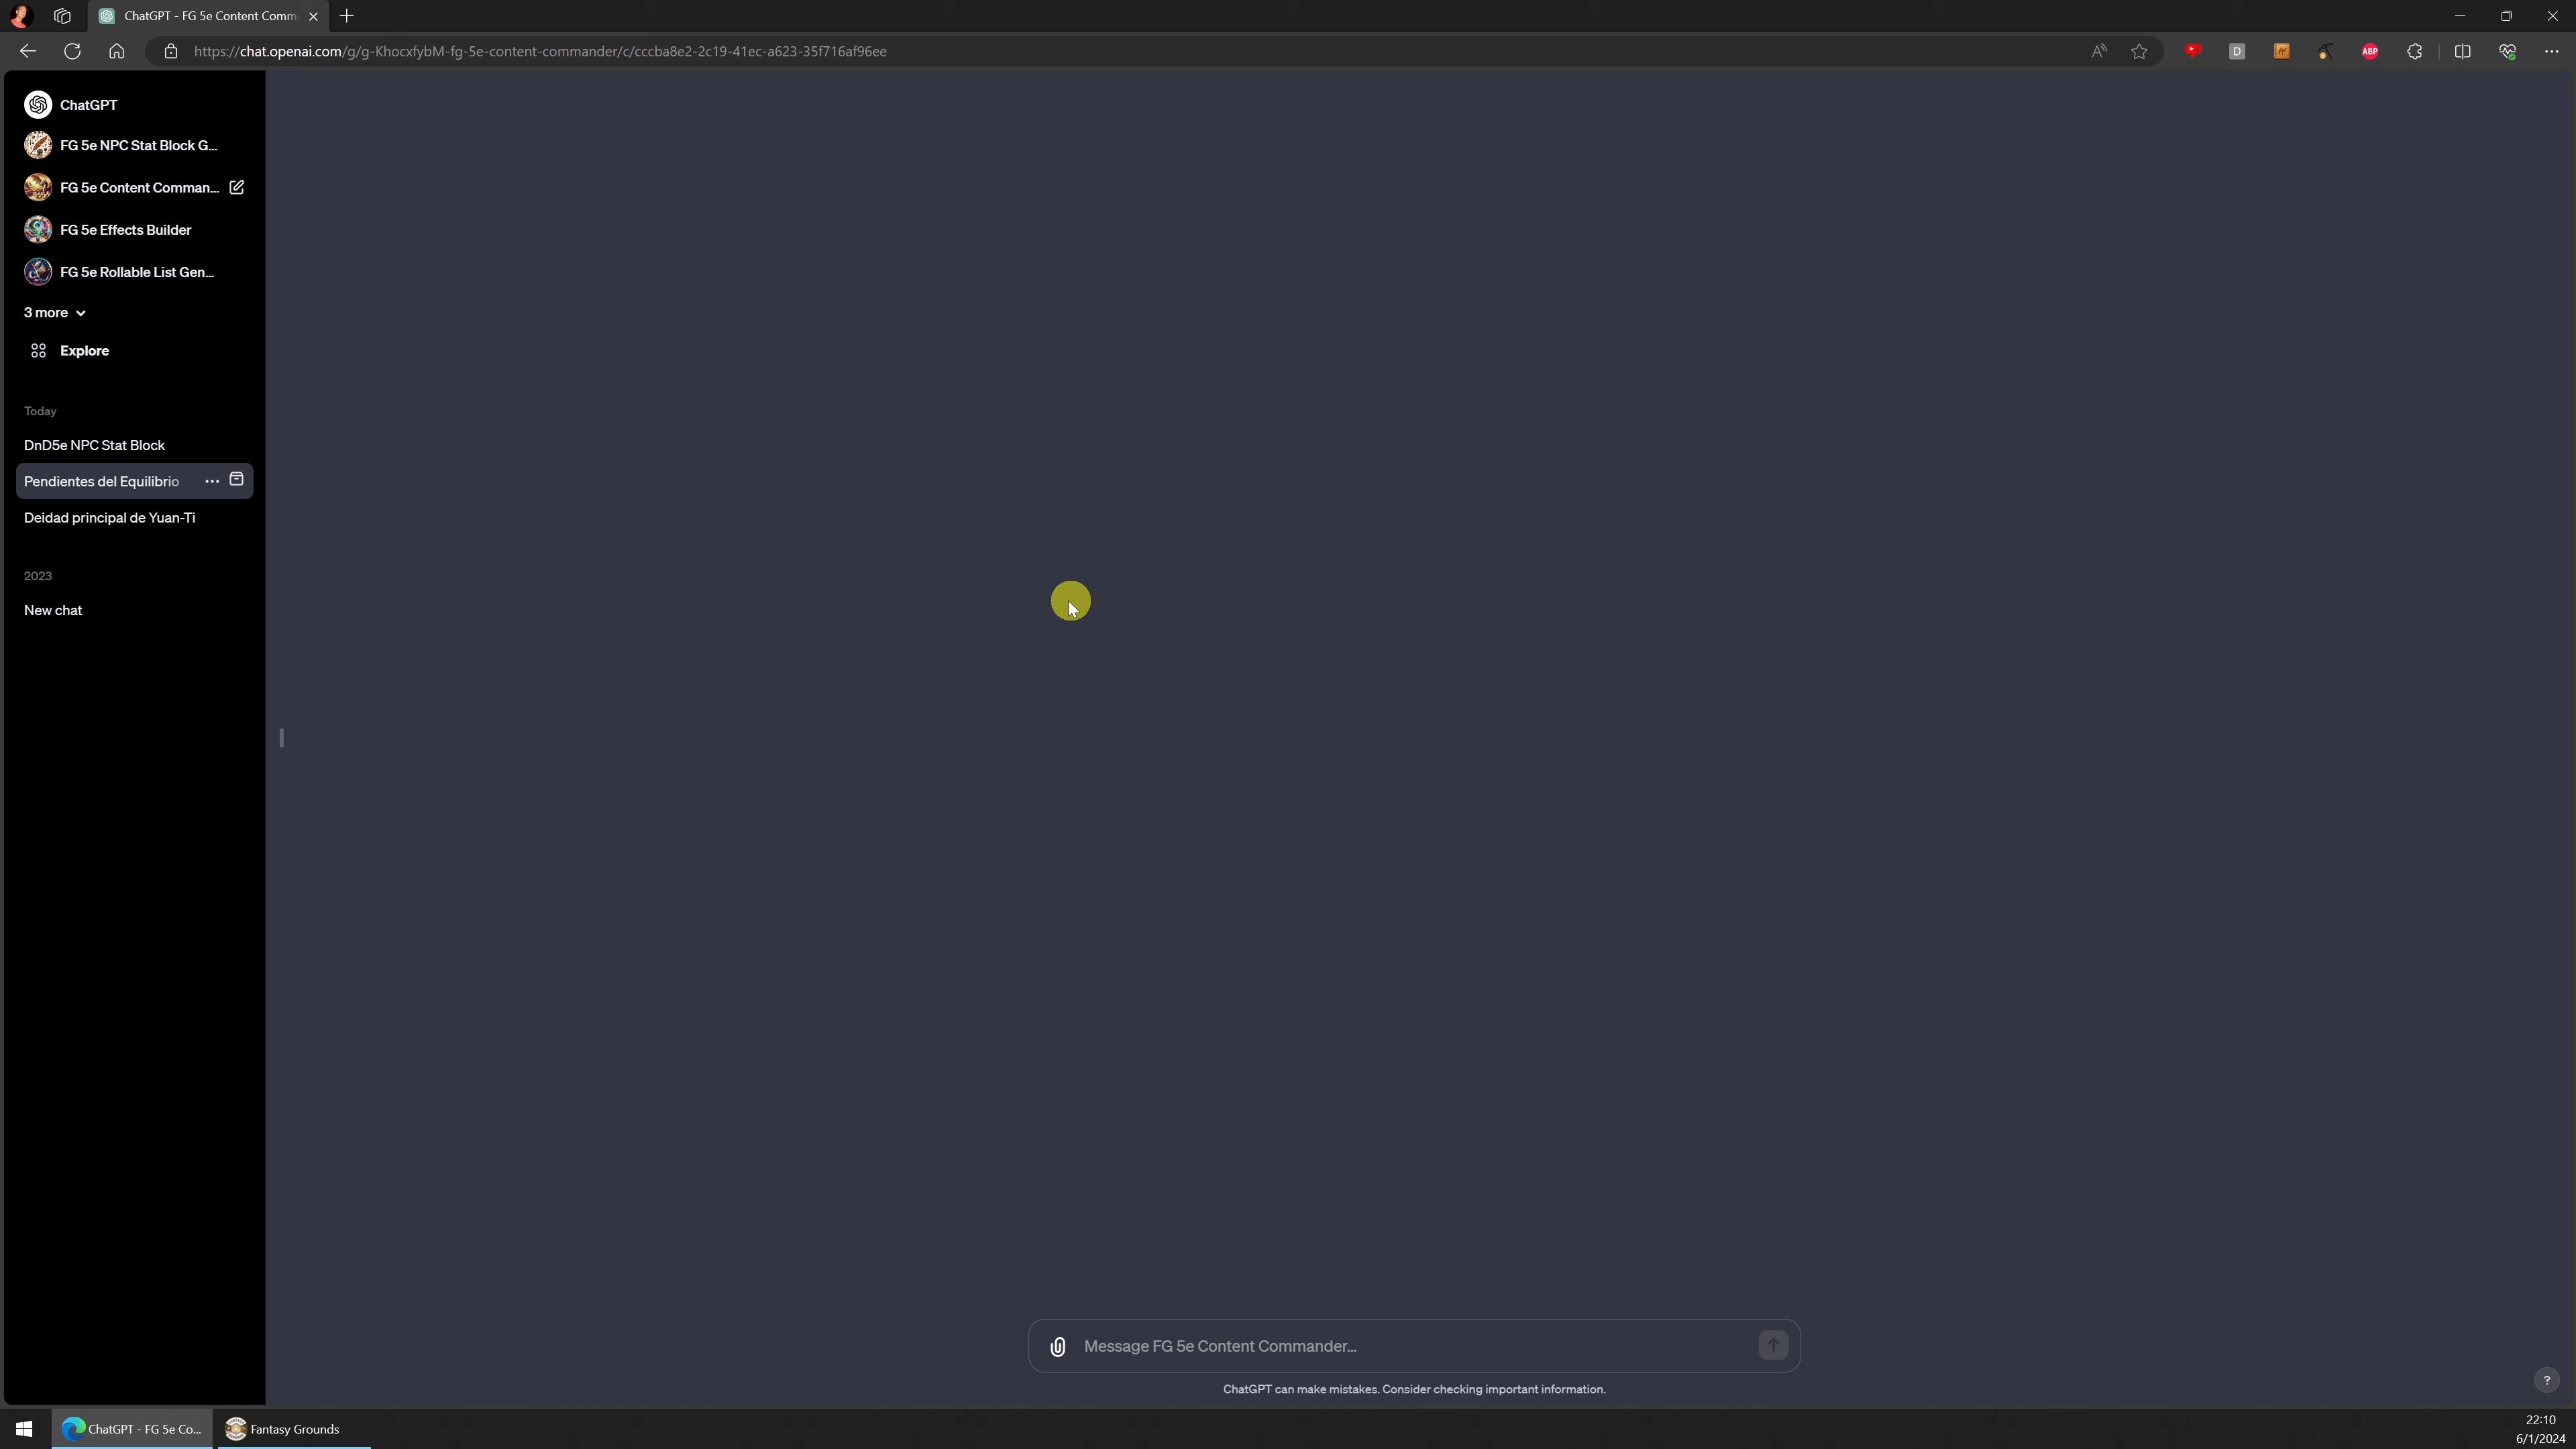 ChatGPT - FG 5e Content Comm
https://chat.openai.com/g/g-KhocxfybM-fg-5e-content-commander/c/cccba8e2-2c19-41ec-a623-35f716af96ee
A
D
ABP
ChatGPT
FG 5e NPC Stat Block G...
FG 5e Content Comman...
FG 5e Effects Builder
FG 5e Rollable List Gen...
3 more
Explore
Today
DnD5e NPC Stat Block
Pendientes del Equilibrio
Deidad principal de Yuan-Ti
2023
New chat
Message FG 5e Content Commander...
ChatGPT can make mistakes. Consider checking important information.
?
ChatGPT - FG 5e Co...
Fantasy Grounds
22:10
6/1/2024